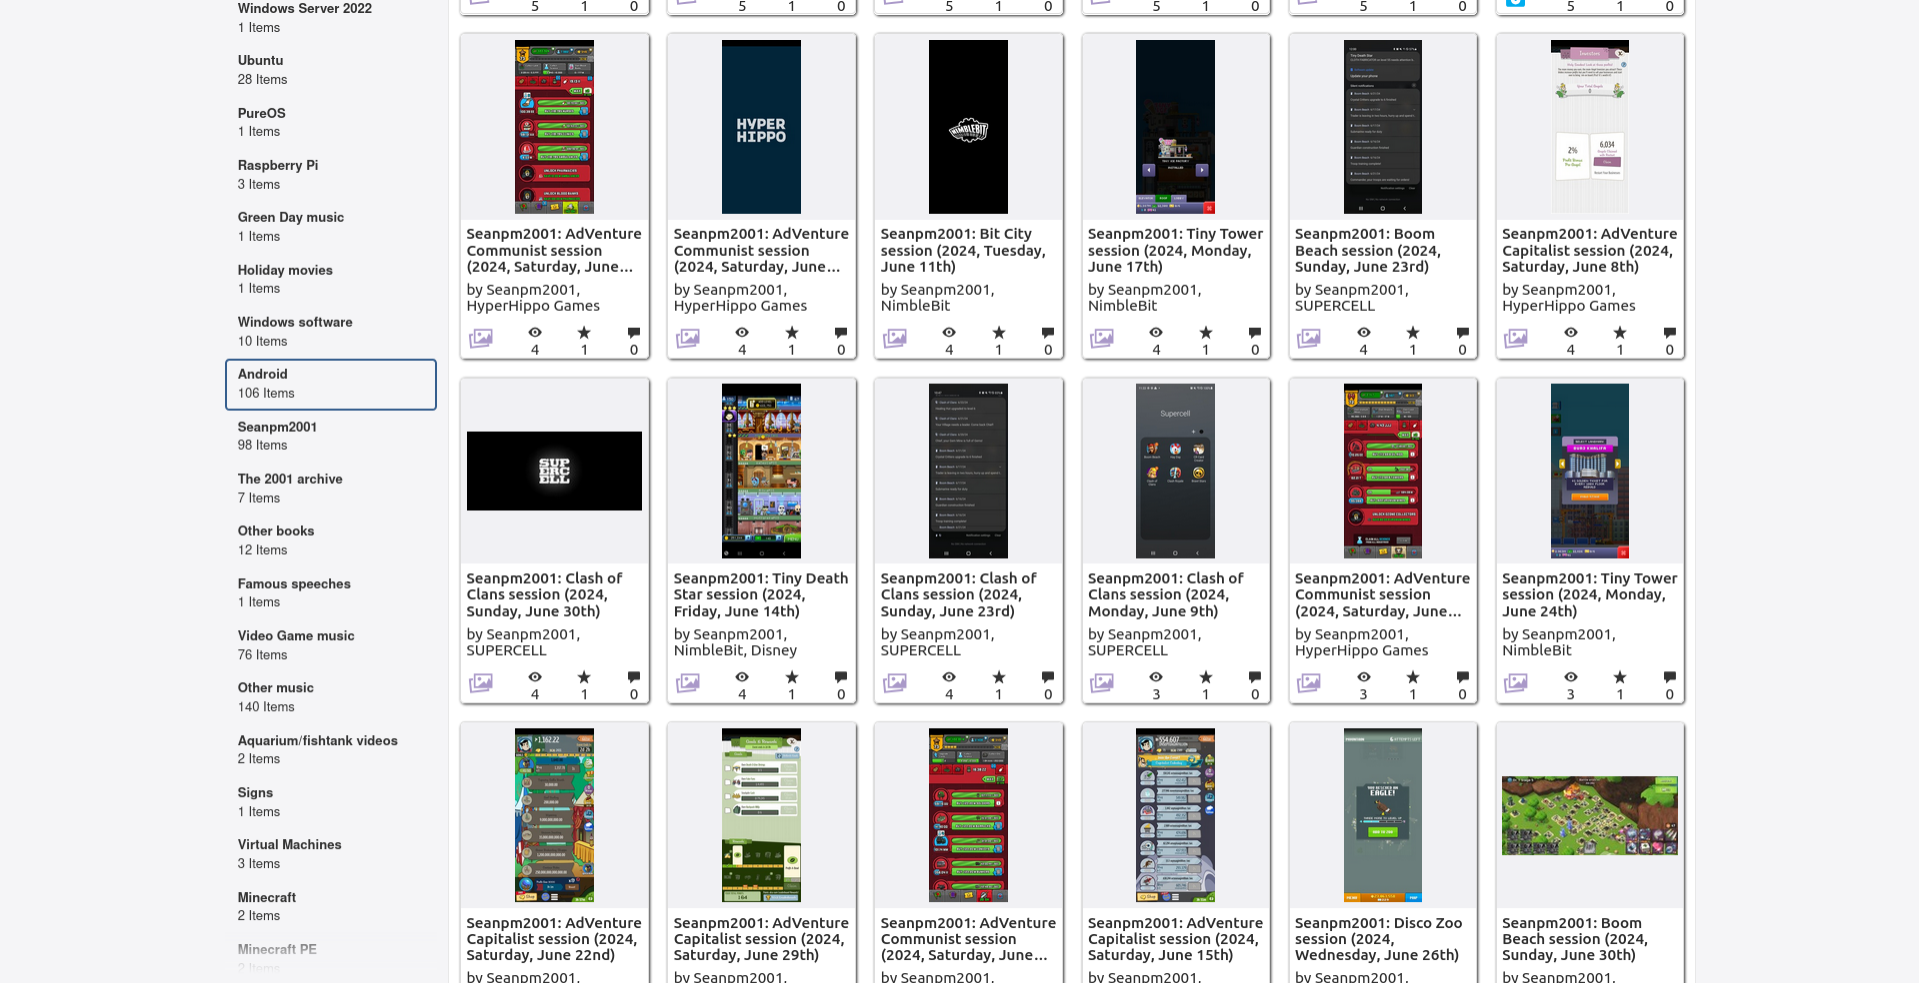 Windows Server 2022
1 Items
Ubuntu
28 Items
PureOS
1 Items
Raspberry Pi
3 Items
Green Day music
1 Items
Holiday movies
1 Items
Windows software
10 Items
Android
106 Items
Seanpm2001
98 Items
The 2001 archive
7 Items
Other books
12 Items
Famous speeches
1 Items
Video Game music
76 Items
Other music
140 Items
Aquarium/fishtank videos
2 Items
Signs
1 Items
Virtual Machines
3 Items
Minecraft
2 Items
Minecraft PE
2 Items
5 1 0
5 1 0
5 1 0
5 1 0
5 1 0
5 1 0
Seanpm2001: AdVenture
Communist session
(2024, Saturday, June...
by Seanpm2001,
HyperHippo Games
4 1 0
HYPER
HIPPO
Seanpm2001: AdVenture
Communist session
(2024, Saturday, June...
by Seanpm2001,
HyperHippo Games
4 1 0
NIMBLEBIT
Seanpm2001: Bit City
session (2024, Tuesday,
June 11th)
by Seanpm2001,
NimbleBit
4 1 0
Seanpm2001: Tiny Tower
session (2024, Monday,
June 17th)
by Seanpm2001,
NimbleBit
4 1 0
Seanpm2001: Boom
Beach session (2024,
Sunday, June 23rd)
by Seanpm2001,
SUPERCELL
4 1 0
2%
6,034
Seanpm2001: AdVenture
Capitalist session (2024,
Saturday, June 8th)
by Seanpm2001,
HyperHippo Games
4 1 0
SUP
ERC
ELL
Seanpm2001: Clash of
Clans session (2024,
Sunday, June 30th)
by Seanpm2001,
SUPERCELL
4 1 0
Seanpm2001: Tiny Death
Star session (2024,
Friday, June 14th)
by Seanpm2001,
NimbleBit, Disney
4 1 0
Seanpm2001: Clash of
Clans session (2024,
Sunday, June 23rd)
by Seanpm2001,
SUPERCELL
4 1 0
Supercell
Seanpm2001: Clash of
Clans session (2024,
Monday, June 9th)
by Seanpm2001,
SUPERCELL
3 1 0
Seanpm2001: AdVenture
Communist session
(2024, Saturday, June...
by Seanpm2001,
HyperHippo Games
3 1 0
Seanpm2001: Tiny Tower
session (2024, Monday,
June 24th)
by Seanpm2001,
NimbleBit
3 1 0
1,162.22
Seanpm2001: AdVenture
Capitalist session (2024,
Saturday, June 22nd)
by Seanpm2001,
Seanpm2001: AdVenture
Capitalist session (2024,
Saturday, June 29th)
by Seanpm2001,
Seanpm2001: AdVenture
Communist session
(2024, Saturday, June...
by Seanpm2001,
554.607
Seanpm2001: AdVenture
Capitalist session (2024,
Saturday, June 15th)
by Seanpm2001,
EAGLE!
Seanpm2001: Disco Zoo
session (2024,
Wednesday, June 26th)
by Seanpm2001,
Seanpm2001: Boom
Beach session (2024,
Sunday, June 30th)
by Seanpm2001,